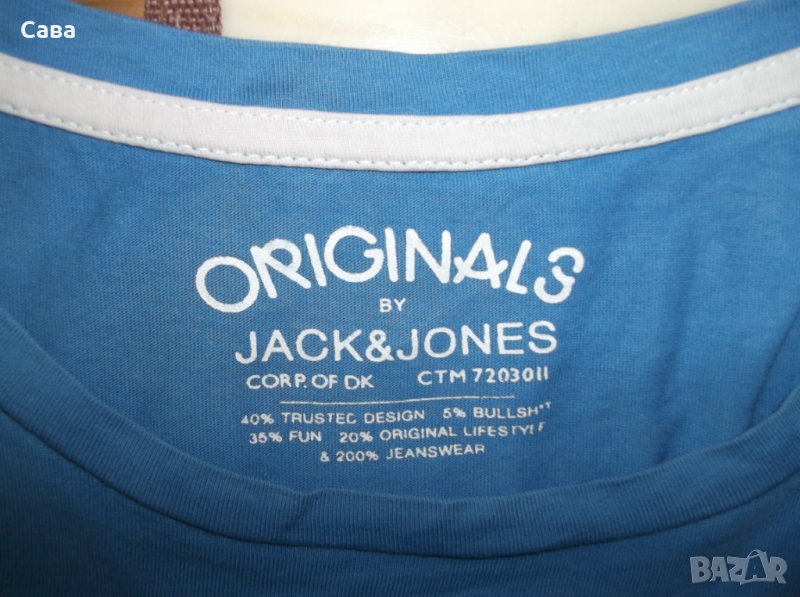 Сава
ORIGINALS
BY
JACK&JONES
CORP. OF DK CTM 7203011
40% TRUSTED DESIGN 5% BULLSH*T
35% FUN 20% ORIGINAL LIFESTYLE
& 200% JEANSWEAR
BAZAR